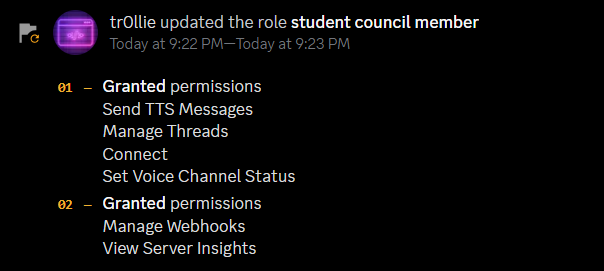 tr0llie updated the role student council member
Today at 9:22 PM—Today at 9:23 PM
01 — Granted permissions
Send TTS Messages
Manage Threads
Connect
Set Voice Channel Status
02 — Granted permissions
Manage Webhooks
View Server Insights